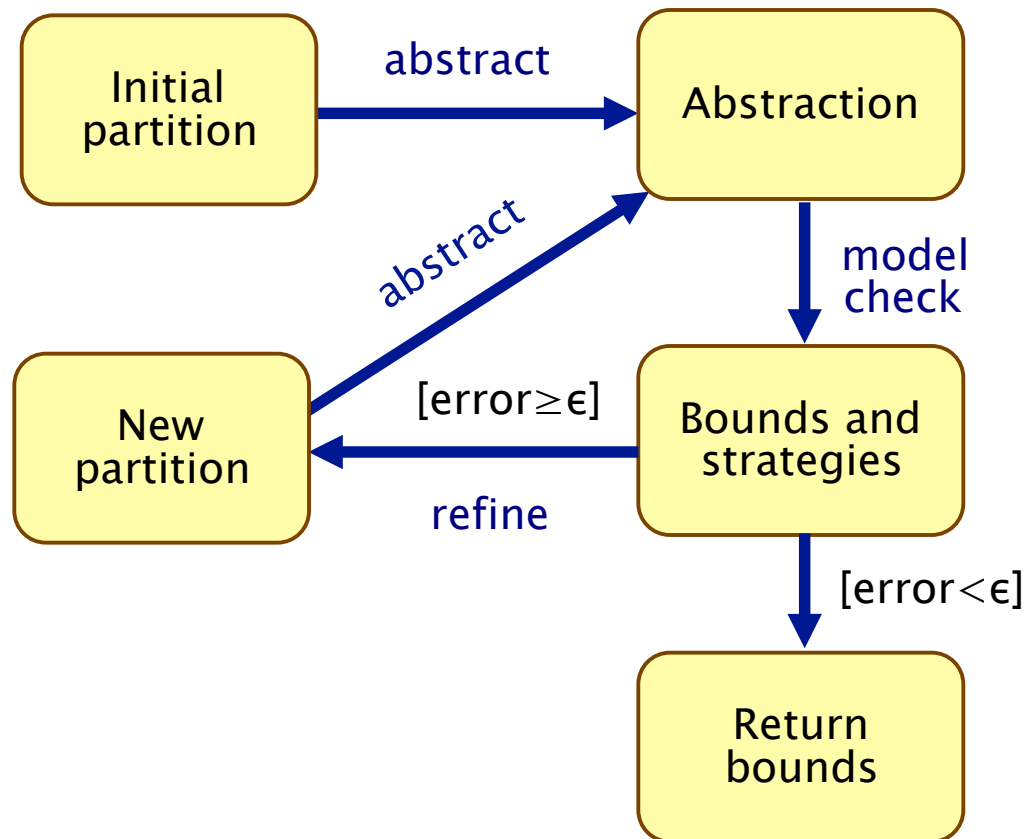 Initial
partition
abstract
Abstraction
abstract
model
check
New
partition
[error≥ϵ]
refine
Bounds and
strategies
[error<ϵ]
Return
bounds